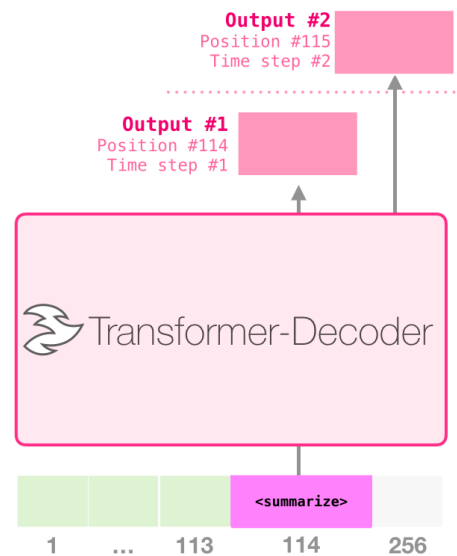 Output #2
Position #115
Time step #2
Output #1
Position #114
Time step #1
Transformer-Decoder
<summarize>
1 ... 113 114 256